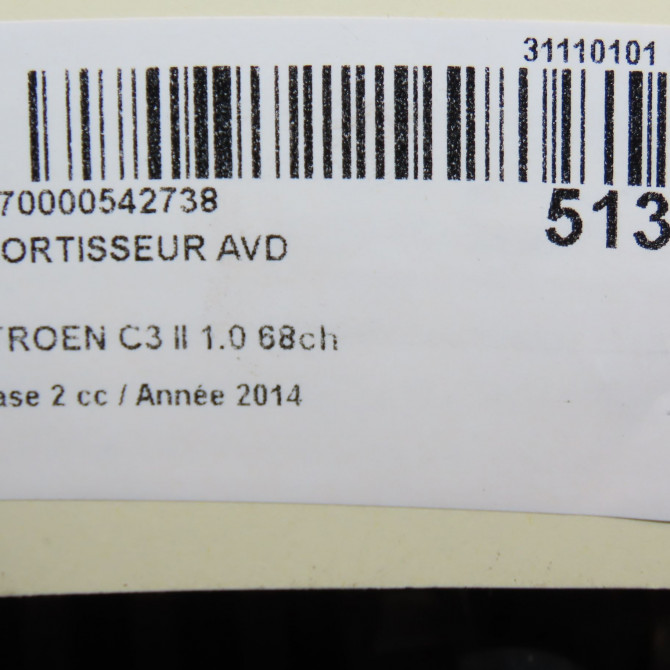 31110101
70000542738
513
ORTISSEUR AVD
TROEN C3 II 1.0 68ch
ase 2 cc / Année 2014